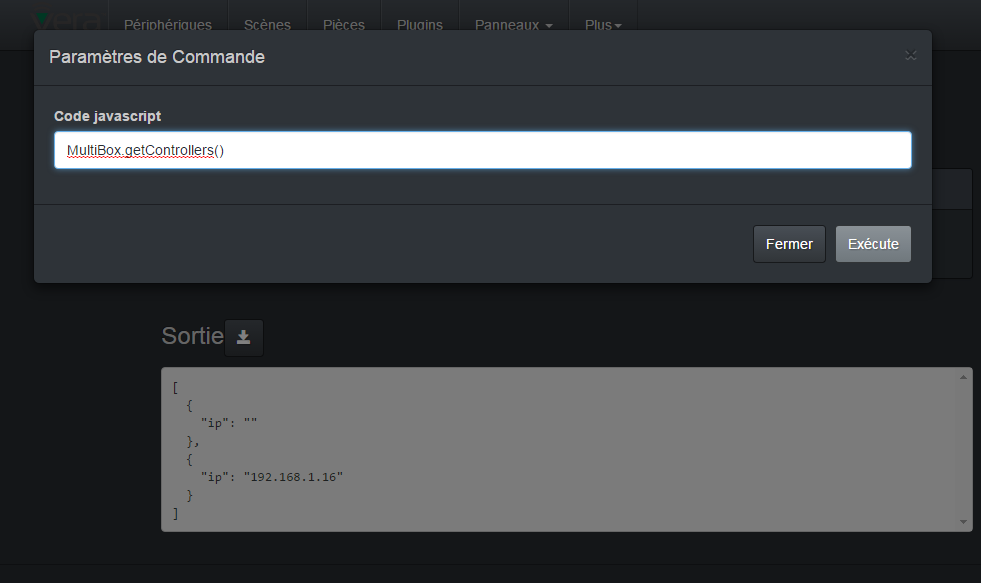 vera
Périphériques
Scènes
Pièces
Plugins
Panneaux
Plus
Paramètres de Commande
×
Code javascript
MultiBox.getControllers()
Fermer
Exécute
Sortie
[
{
"ip": ""
},
{
"ip": "192.168.1.16"
}
]